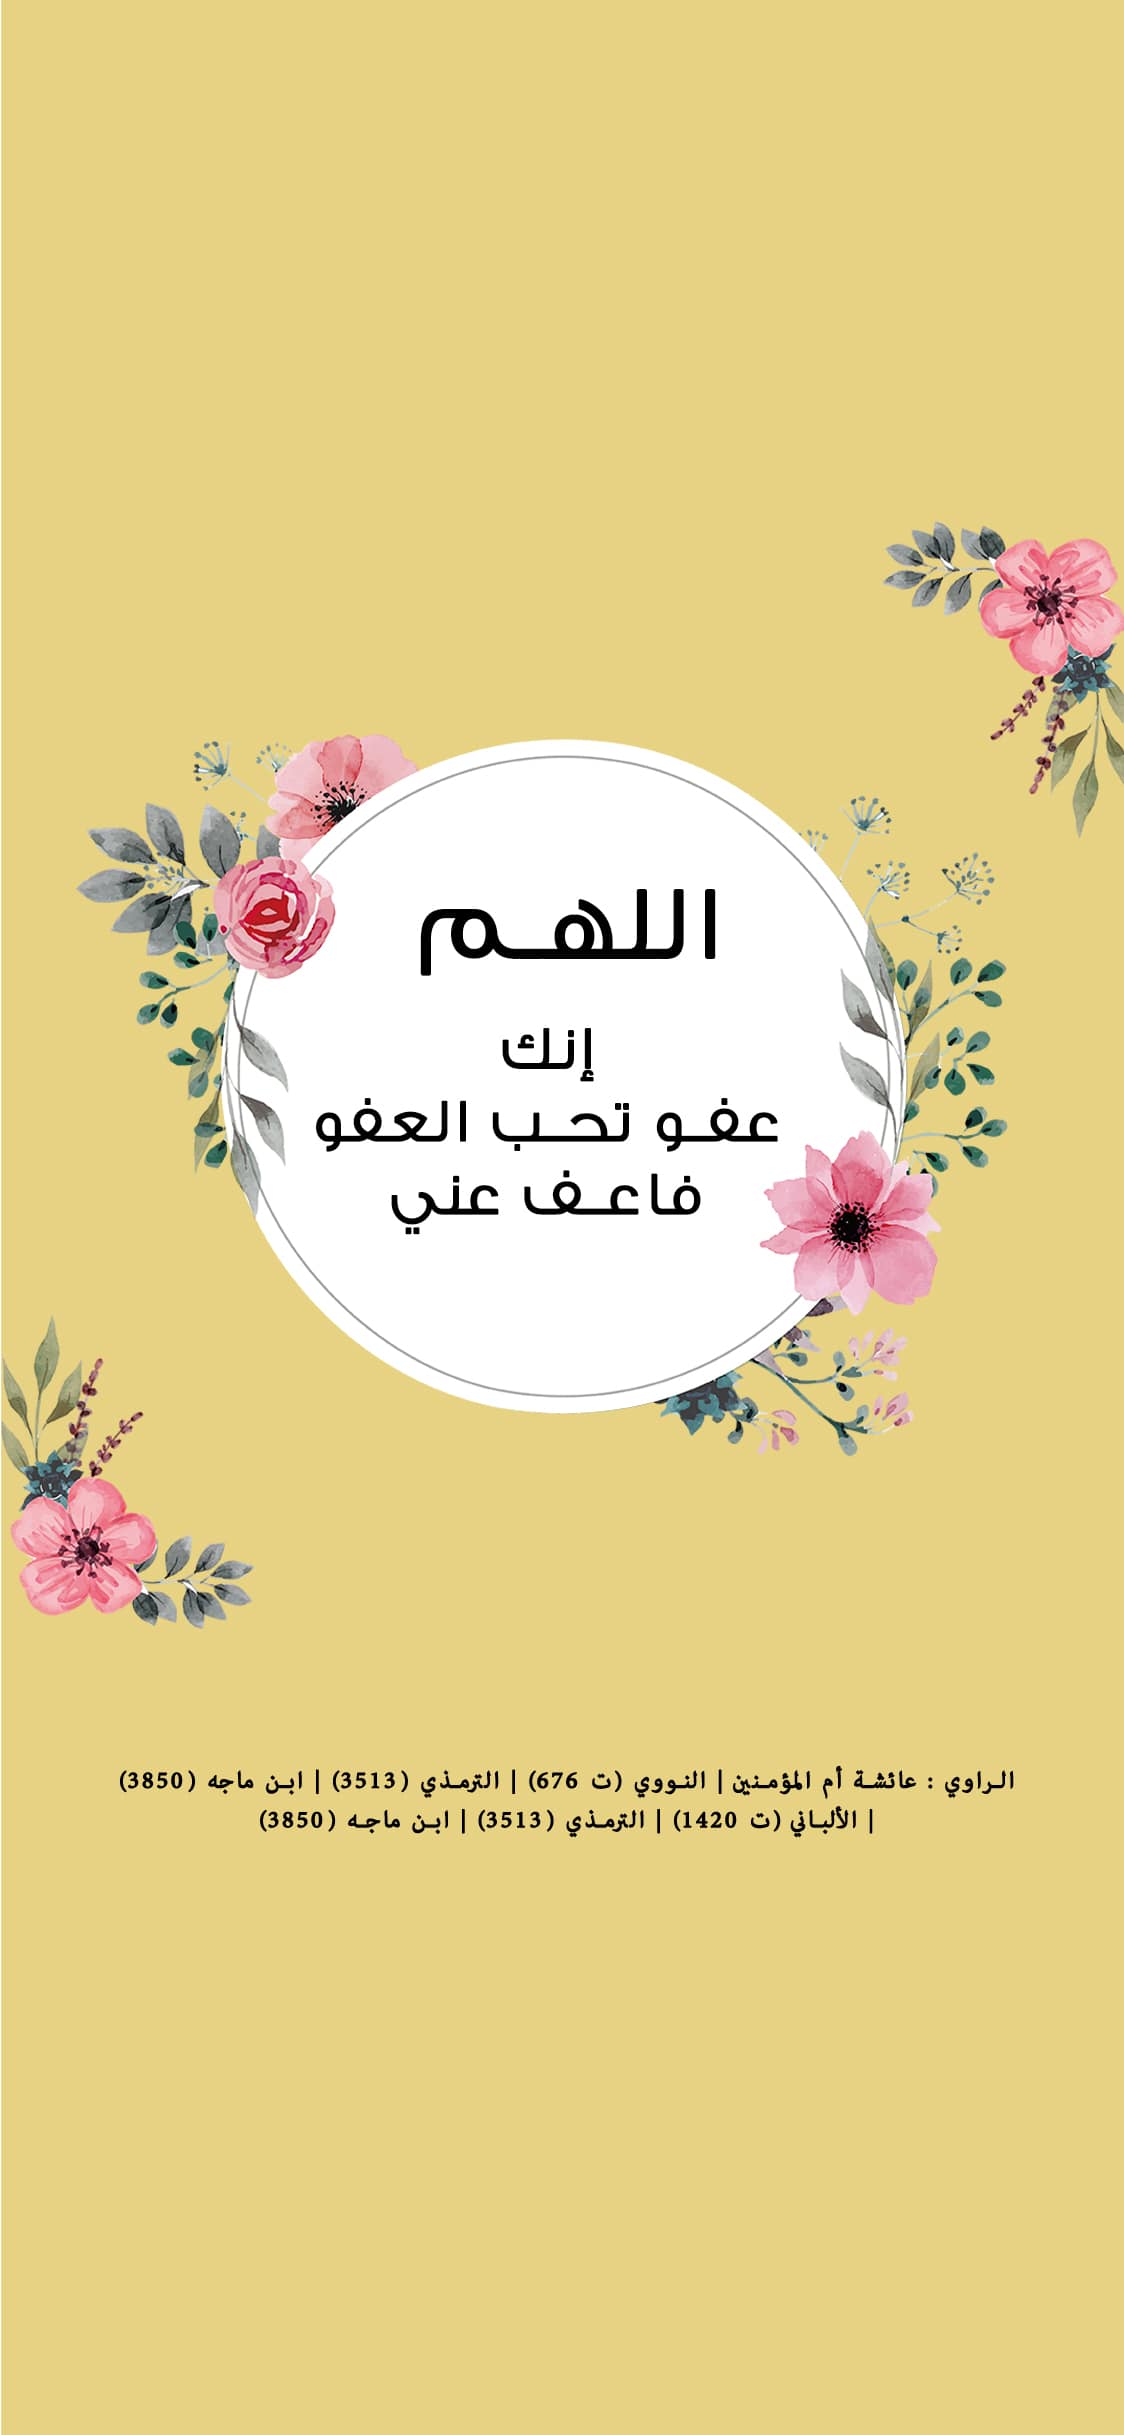 اللهم
إنك
عفو تحب العفو
فاعف عني
الراوي : عائشة أم المؤمنين | النووي (ت 676) | الترمذي (3513) | ابن ماجه (3850)
| الألباني (ت 1420) | الترمذي (3513) | ابن ماجه (3850)